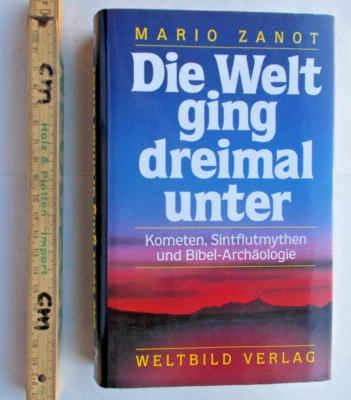 MARIO ZANOT
Die Welt
ging
dreimal
unter
Kometen, Sintflutmythen
und Bibel-Archäologie
WELTBILD VERLAG
cm
Holz & Platten - Import
cm
cm